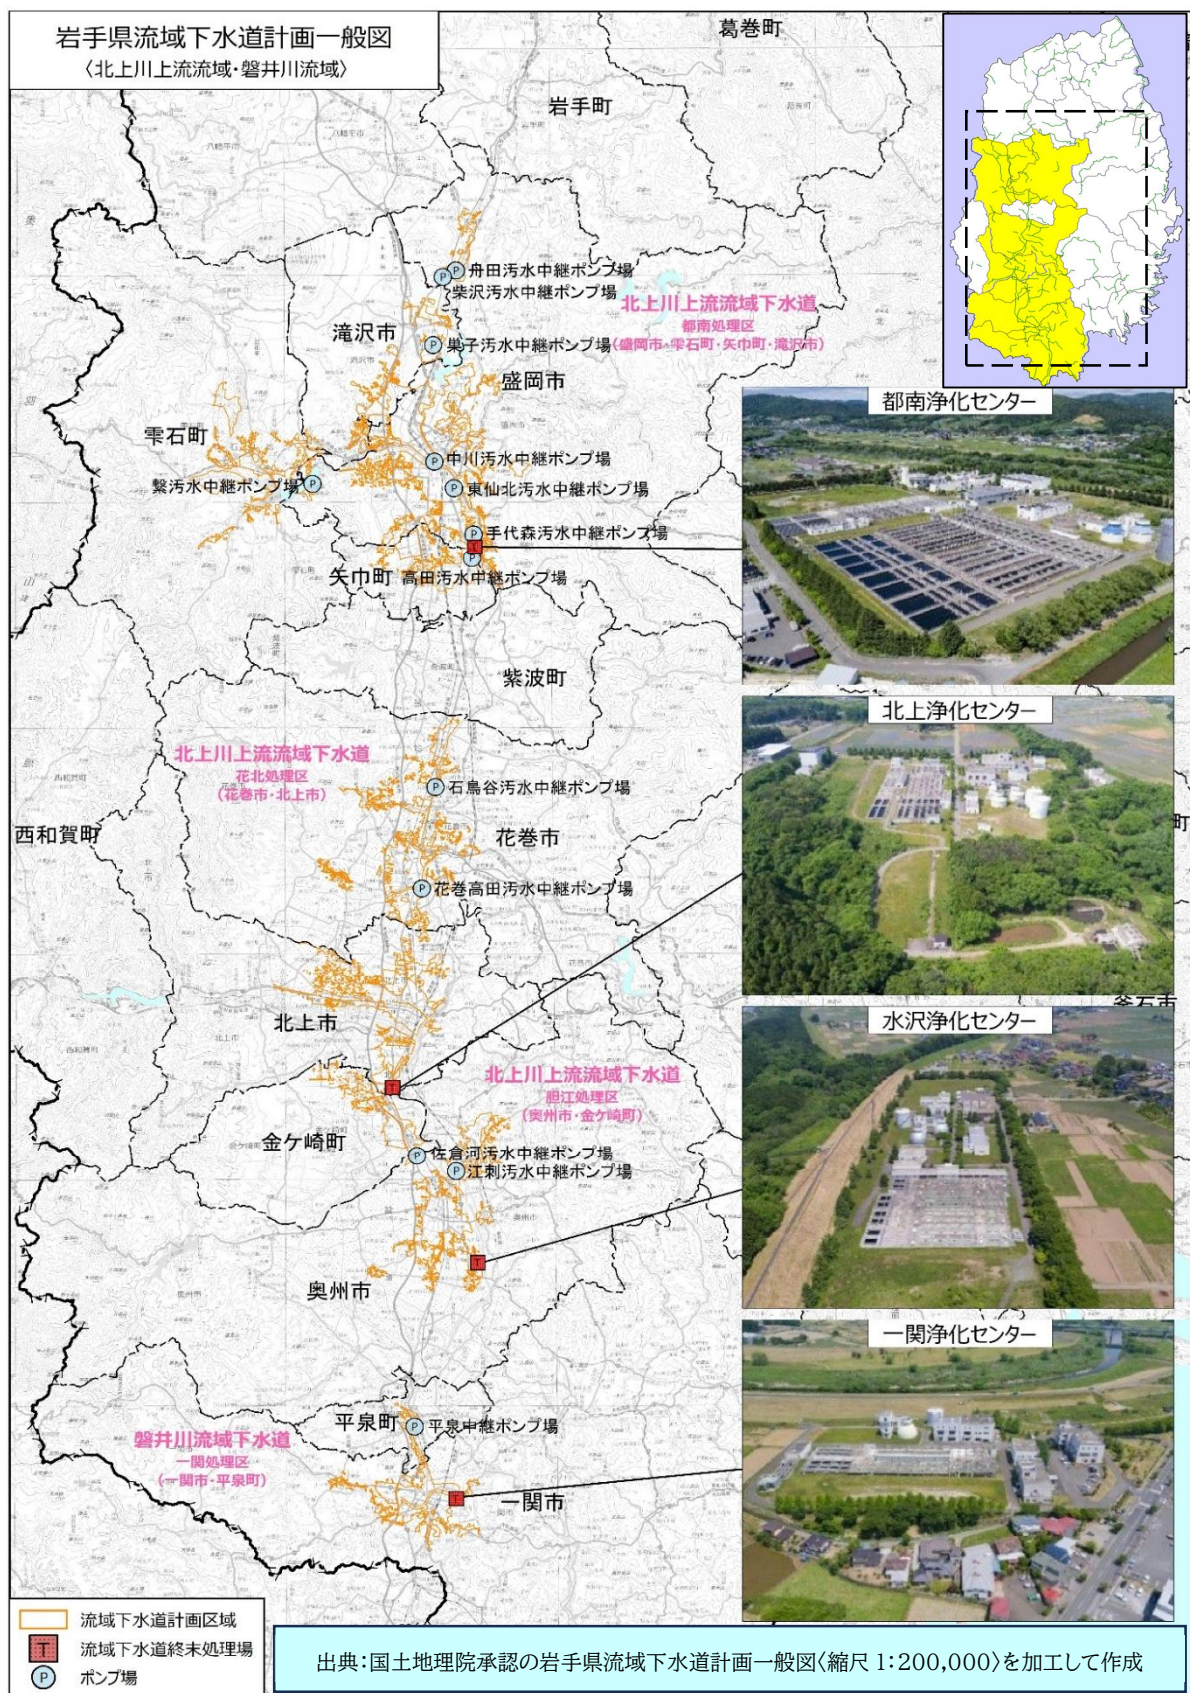 岩手県流域下水道計画一般図
〈北上川上流流域・磐井川流域〉
葛巻町
岩手町
舟田汚水中継ポンプ場
柴沢汚水中継ポンプ場
北上川上流流域下水道
都南処理区
(盛岡市・雫石町・矢巾町・滝沢市)
滝沢市
巣子汚水中継ポンプ場
盛岡市
都南浄化センター
雫石町
中川汚水中継ポンプ場
繋汚水中継ポンプ場
東仙北汚水中継ポンプ場
手代森汚水中継ポンプ場
矢巾町
高田汚水中継ポンプ場
紫波町
北上浄化センター
北上川上流流域下水道
花北処理区
(花巻市・北上市)
石鳥谷汚水中継ポンプ場
西和賀町
花巻市
町
花巻高田汚水中継ポンプ場
釜石市
北上市
水沢浄化センター
北上川上流流域下水道
胆江処理区
(奥州市・金ケ崎町)
金ケ崎町
佐倉河汚水中継ポンプ場
江刺汚水中継ポンプ場
奥州市
一関浄化センター
平泉町
平泉中継ポンプ場
磐井川流域下水道
一関処理区
(一関市・平泉町)
一関市
流域下水道計画区域
T 流域下水道終末処理場
P ポンプ場
出典:国土地理院承認の岩手県流域下水道計画一般図〈縮尺 1:200,000〉を加工して作成